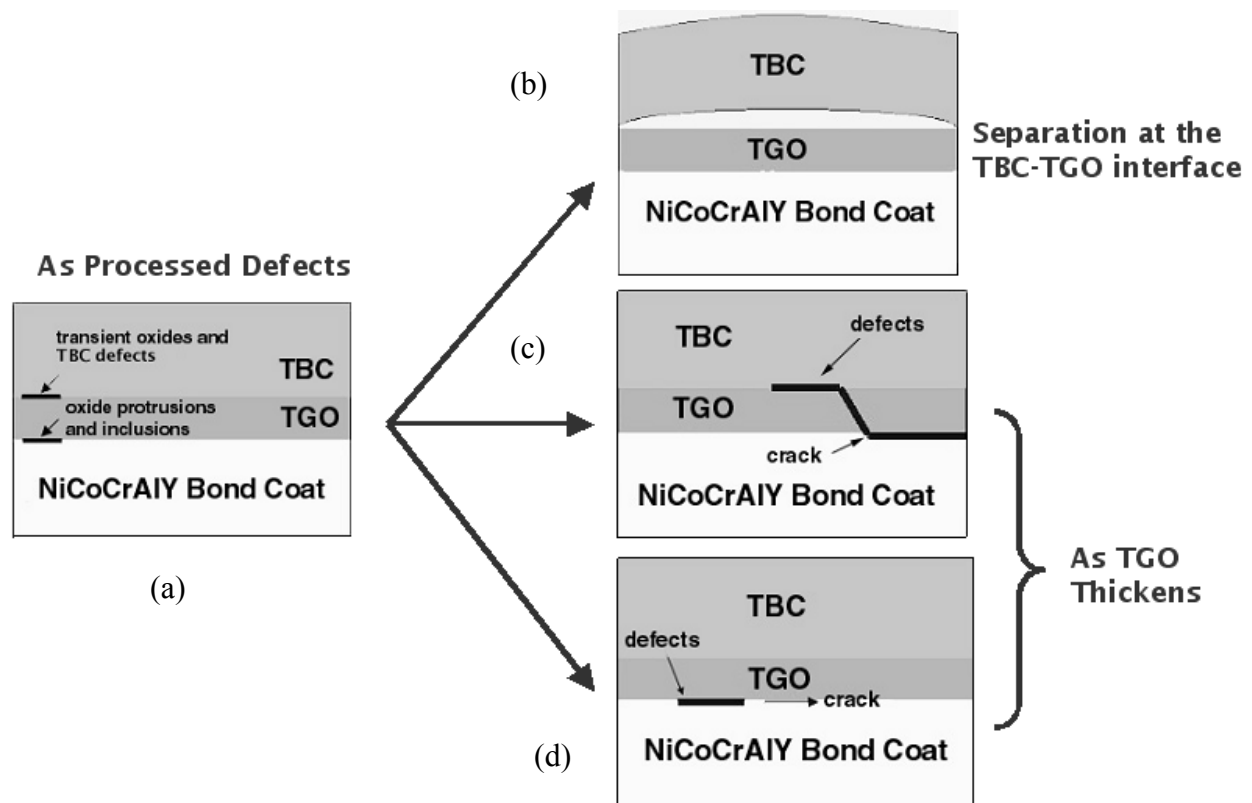 As Processed Defects
transient oxides and
TBC defects
TBC
oxide protrusions
and inclusions
TGO
NiCoCrAlY Bond Coat
(a)
(b)
TBC
TGO
NiCoCrAlY Bond Coat
Separation at the
TBC-TGO interface
(c)
TBC
defects
TGO
crack
NiCoCrAlY Bond Coat
(d)
TBC
defects
TGO
crack
NiCoCrAlY Bond Coat
As TGO
Thickens